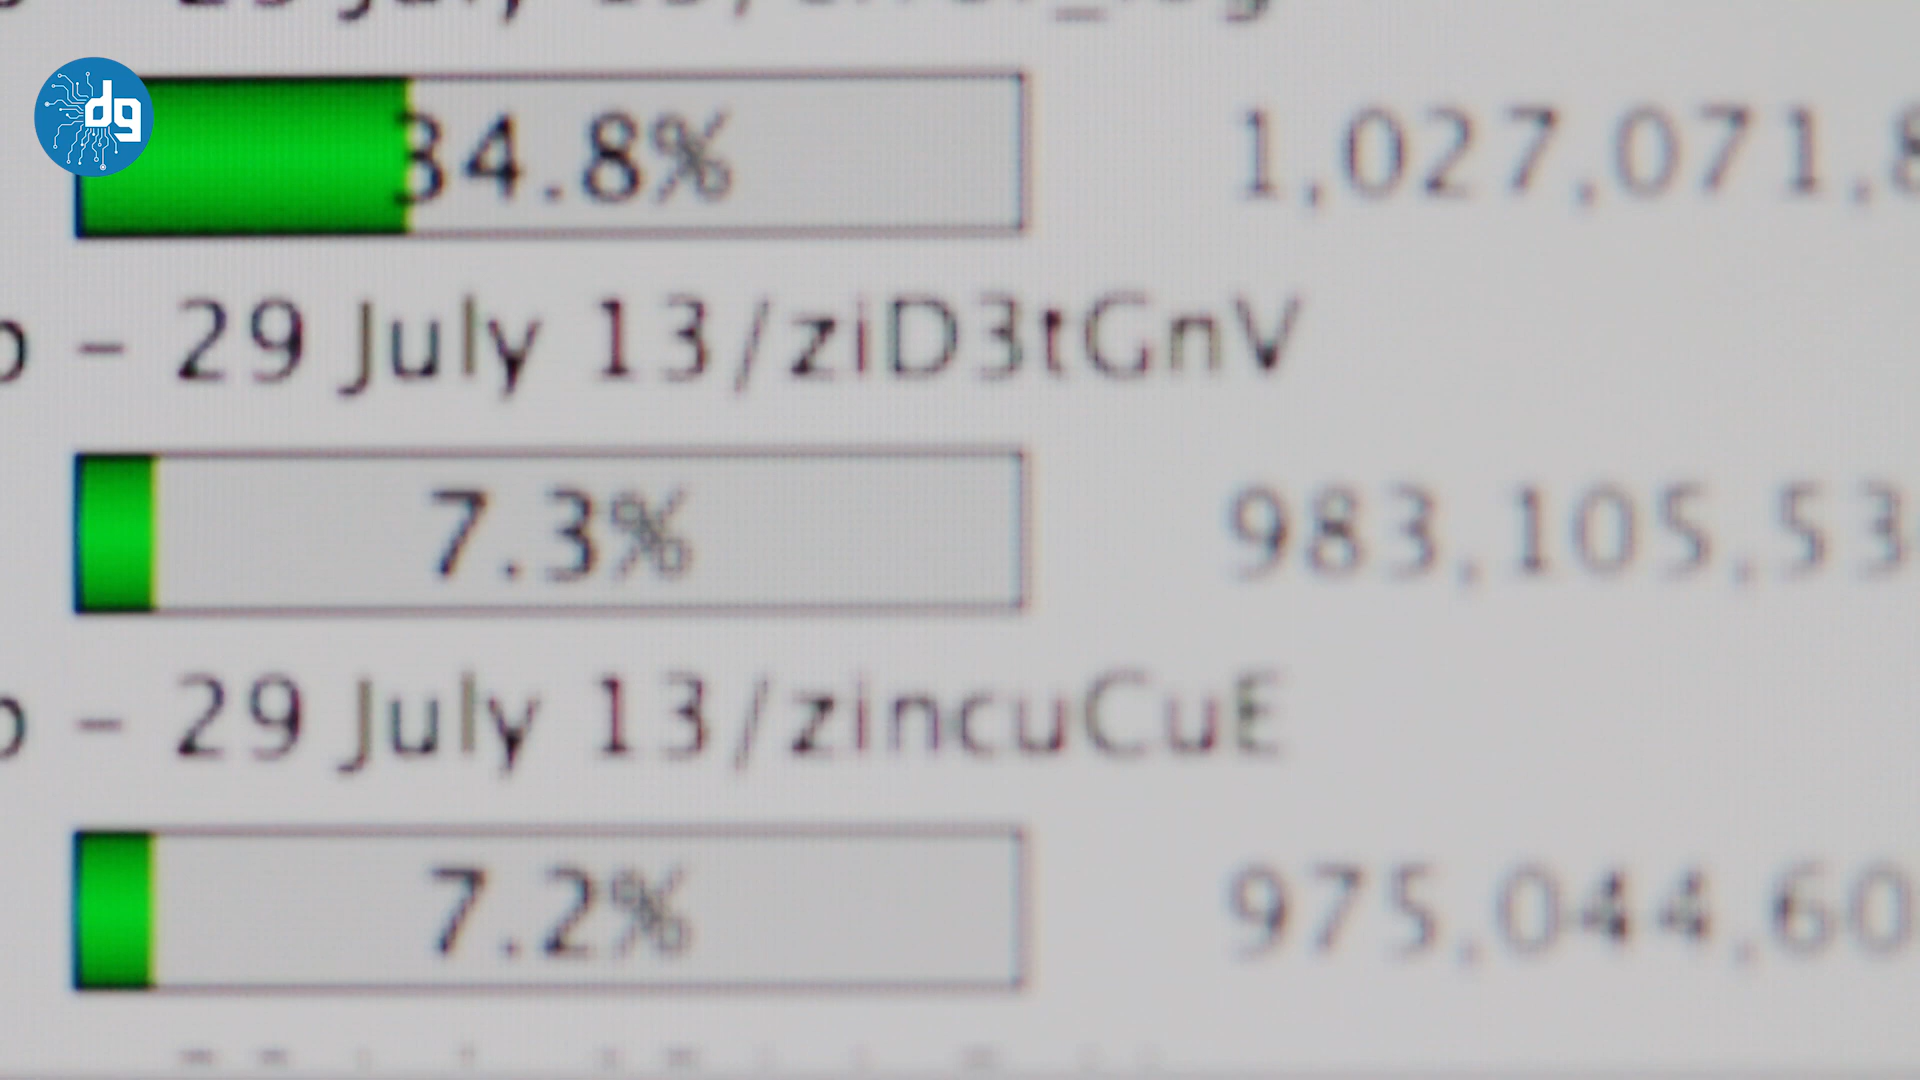 dg
34.8% 1,027,071,8
- 29 July 13/ziD3tGnV
7.3% 983,105,53
- 29 July 13/zincuCuE
7.2% 975,044,60